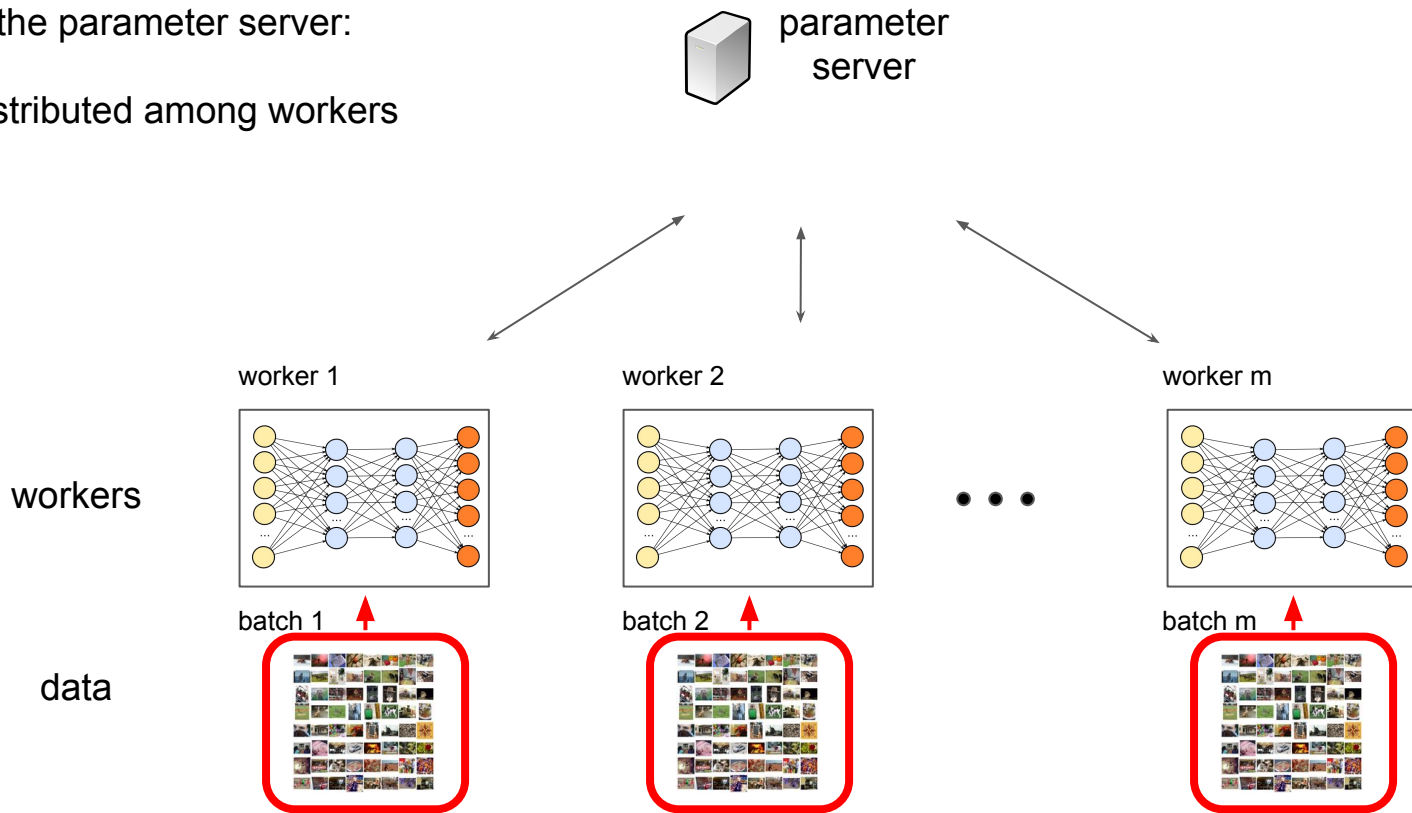 the parameter server:
stributed among workers
parameter
server
worker 1
worker 2
worker m
...
...
...
...
...
...
...
...
...
...
...
...
workers
batch 1
batch 2
batch m
data